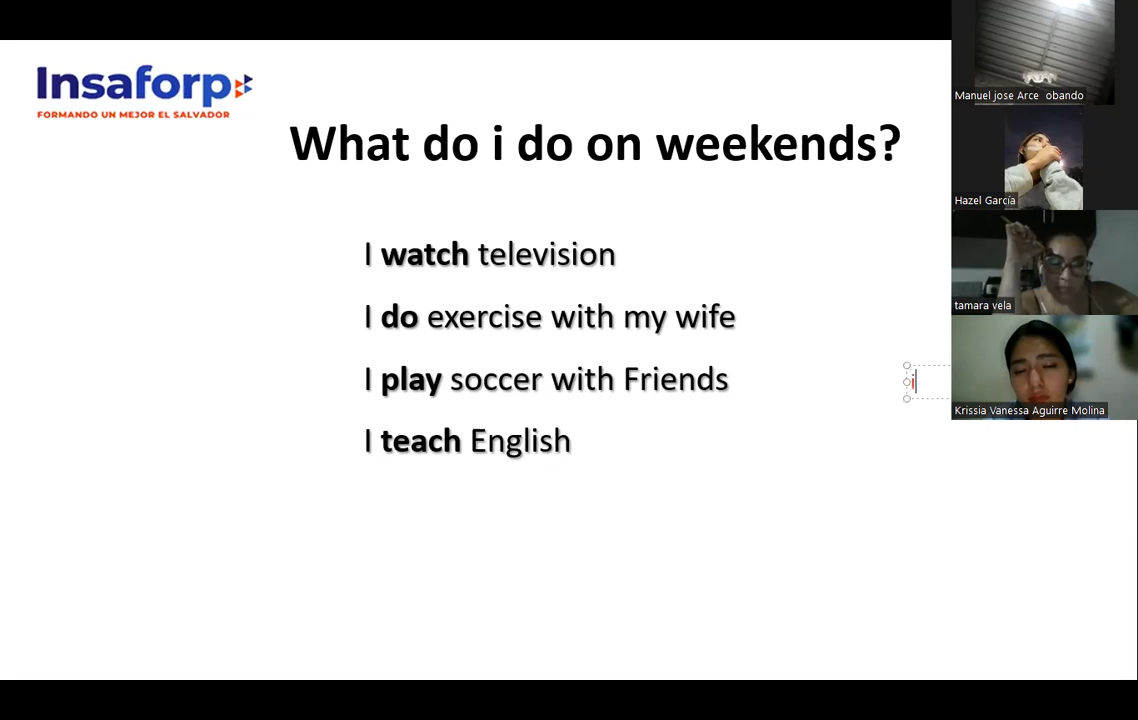 Insaforp
FORMANDO UN MEJOR EL SALVADOR
What do i do on weekends?
I watch television
I do exercise with my wife
I play soccer with Friends
I teach English
i
Manuel jose Arce obando
Hazel García
tamara vela
Krissia Vanessa Aguirre Molina